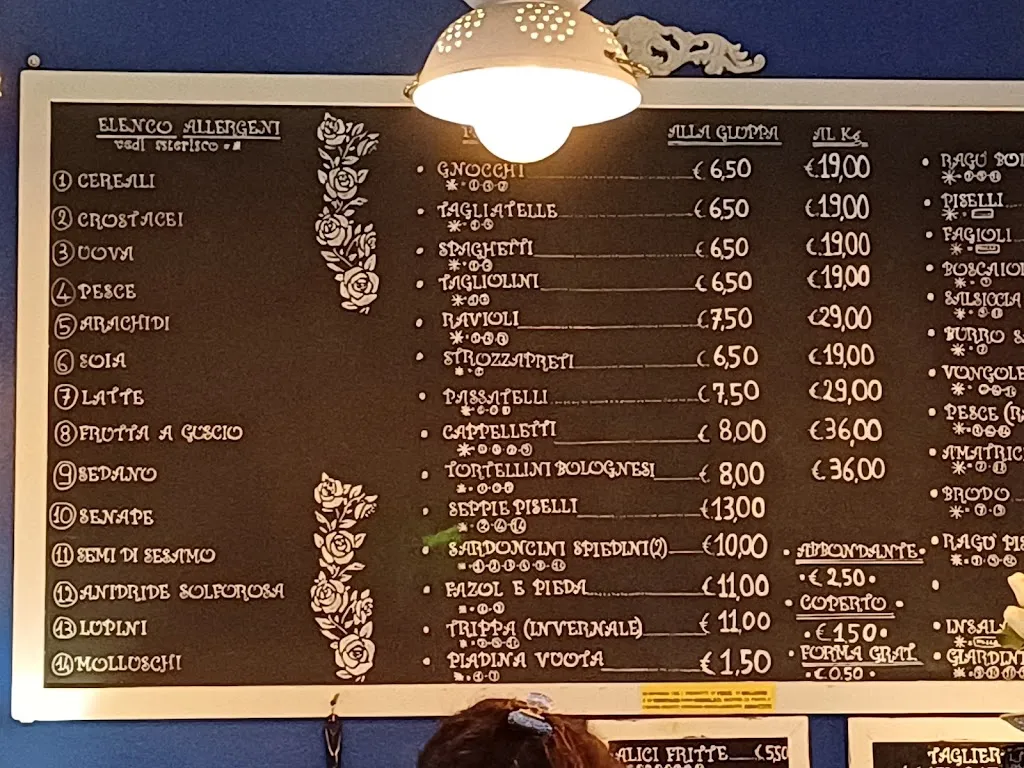 ELENCO ALLERGENI
vedi asterisco
1 CEREALI
2 CROSTACEI
3 UOVA
4 PESCE
5 ARACHIDI
6 SOIA
7 LATTE
8 FRUTTA A GUSCIO
9 SEDANO
10 SENAPE
11 SEMI DI SESAMO
12 ANIDRIDE SOLFOROSA
13 LUPINI
14 MOLLUSCHI
ALLA GLUPPA AL Kg
• GNOCCHI € 6,50 € 19,00
• TAGLIATELLE € 6,50 € 19,00
• SPAGHETTI € 6,50 € 19,00
• TAGLIOLINI € 6,50 € 19,00
• RAVIOLI € 7,50 € 29,00
• STROZZAPRETI € 6,50 € 19,00
• PASSATELLI € 7,50 € 29,00
• CAPPELLETTI € 8,00 € 36,00
• TORTELLINI BOLOGNESI € 8,00 € 36,00
• SEPPIE PISELLI € 13,00
• SARDONCINI SPIEDINI (2) € 10,00
• FAZOL E PIEDA € 11,00
• TRIPPA (INVERNALE) € 11,00
• PIADINA VUOTA € 1,50
• ABBONDANTE •
• € 2,50 •
• COPERTO •
• € 1,50 •
• FORMA GRAT.
• € 0,50 •
• RAGÙ
• PISELLI
• FAGIOLI
• SALSICCIA
• BURRO
• VONGOLE
• PESCE
• BRODO
• RAGÙ
ALICI FRITTE € 5,50